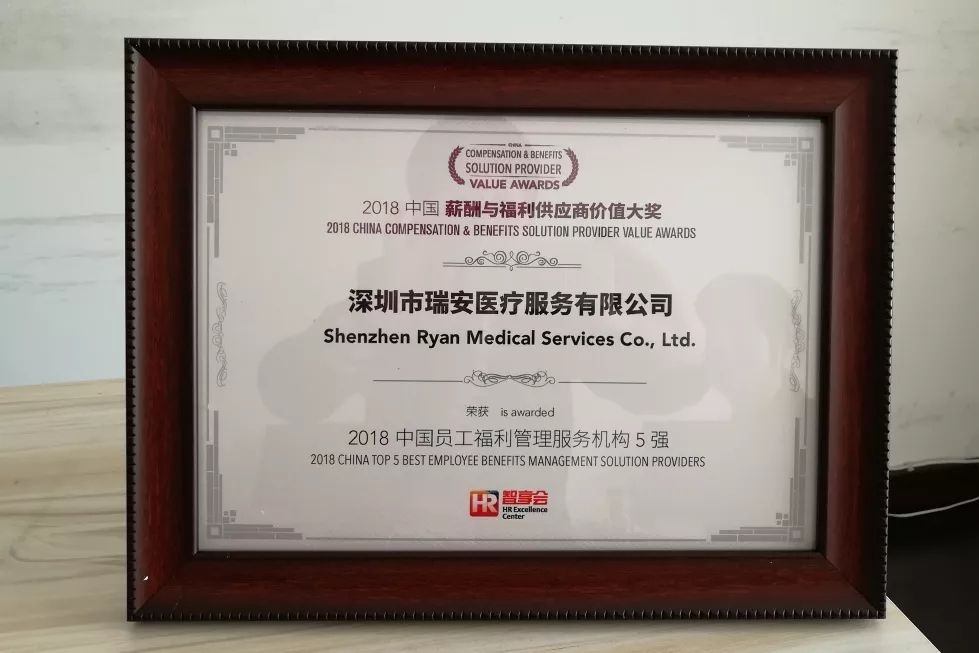 CHINA
COMPENSATION & BENEFITS
SOLUTION PROVIDER
VALUE AWARDS
2018 中国 薪酬与福利供应商价值大奖
2018 CHINA COMPENSATION & BENEFITS SOLUTION PROVIDER VALUE AWARDS
深圳市瑞安医疗服务有限公司
Shenzhen Ryan Medical Services Co., Ltd.
荣获 is awarded
2018 中国员工福利管理服务机构 5 强
2018 CHINA TOP 5 BEST EMPLOYEE BENEFITS MANAGEMENT SOLUTION PROVIDERS
HR 智享会
HR Excellence
Center